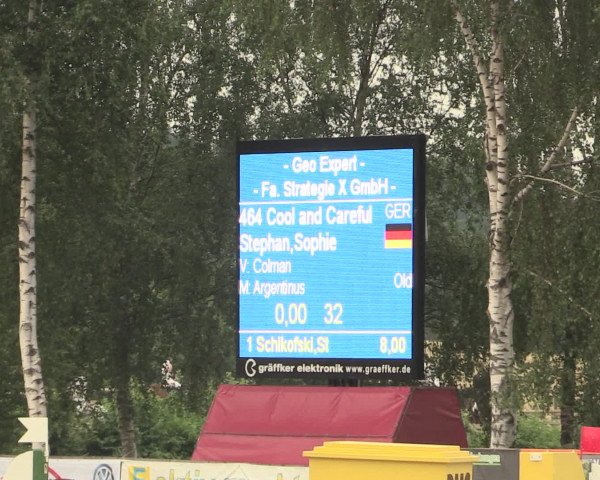 - Geo Expert -
- Fa. Strategie X GmbH -
464 Cool and Careful GER
Stephan,Sophie
V: Colman
M: Argentinus Old
0,00 32
1 Schikofski,St 8,00
gräffker elektronik www.graeffker.de